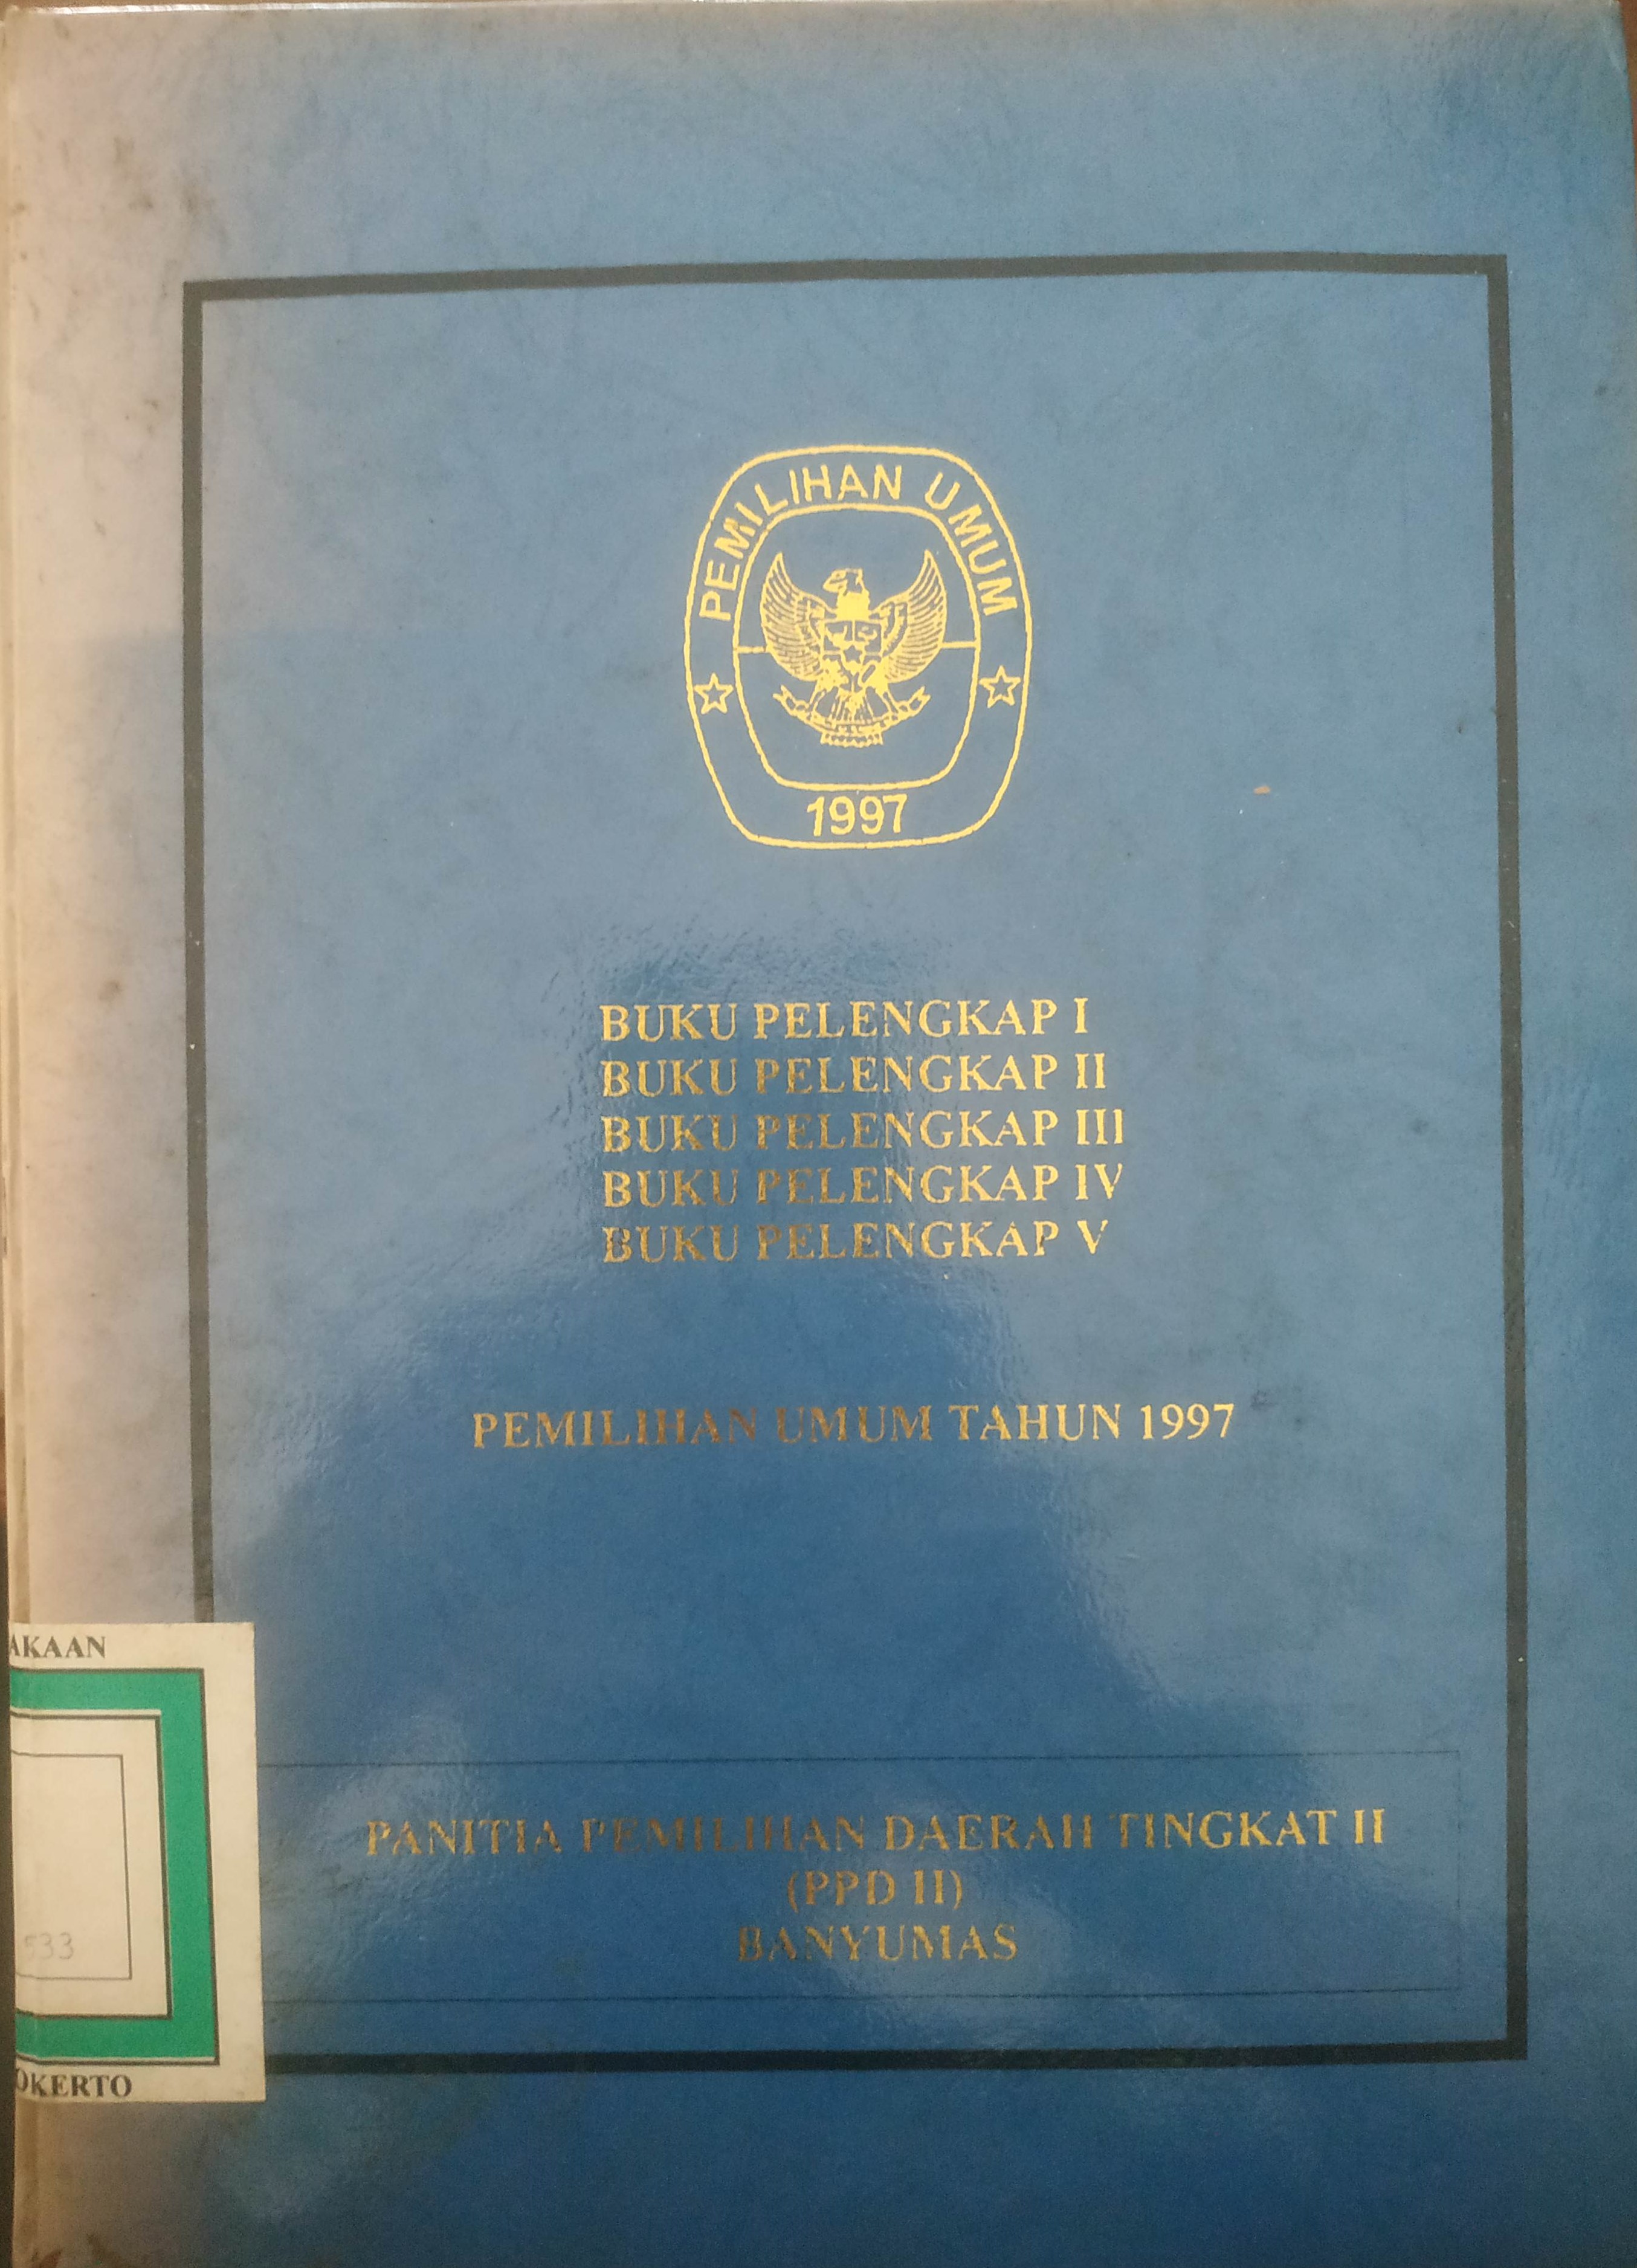 PEMILIHAN UMUM
1997
BUKU PELENGKAP I
BUKU PELENGKAP II
BUKU PELENGKAP III
BUKU PELENGKAP IV
BUKU PELENGKAP V
PEMILIHAN UMUM TAHUN 1997
AKAAN
533
OKERTO
PANITIA PEMILIHAN DAERAH TINGKAT II
(PPD II)
BANYUMAS